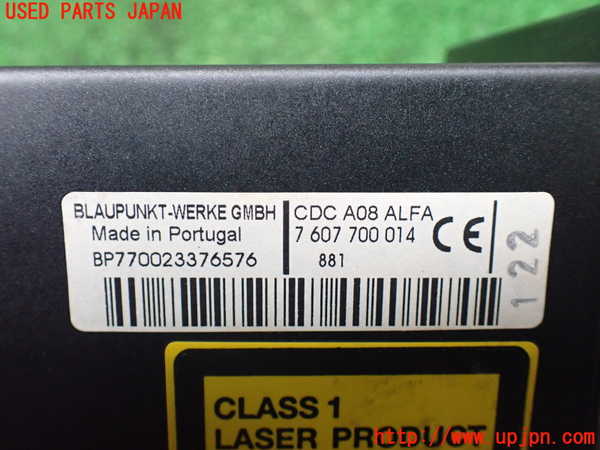 USED PARTS JAPAN
BLAUPUNKT-WERKE GMBH
Made in Portugal
BP770023376576
CDC A08 ALFA
7 607 700 014
881
CE
122
CLASS 1
LASER PRODUCT
http://www.upjpn.com